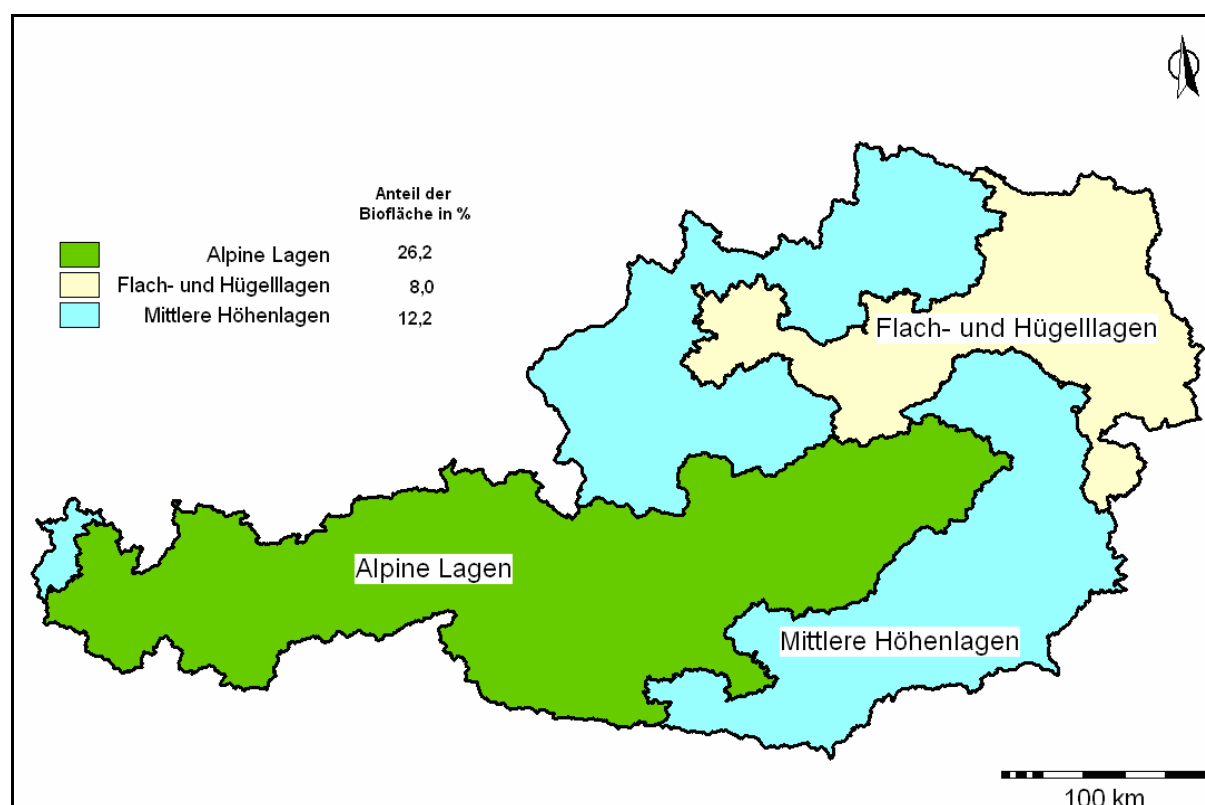 Anteil der
Biofläche in %
Alpine Lagen 26,2
Flach- und Hügelllagen 8,0
Mittlere Höhenlagen 12,2
Flach- und Hügelllagen
Alpine Lagen
Mittlere Höhenlagen
100 km